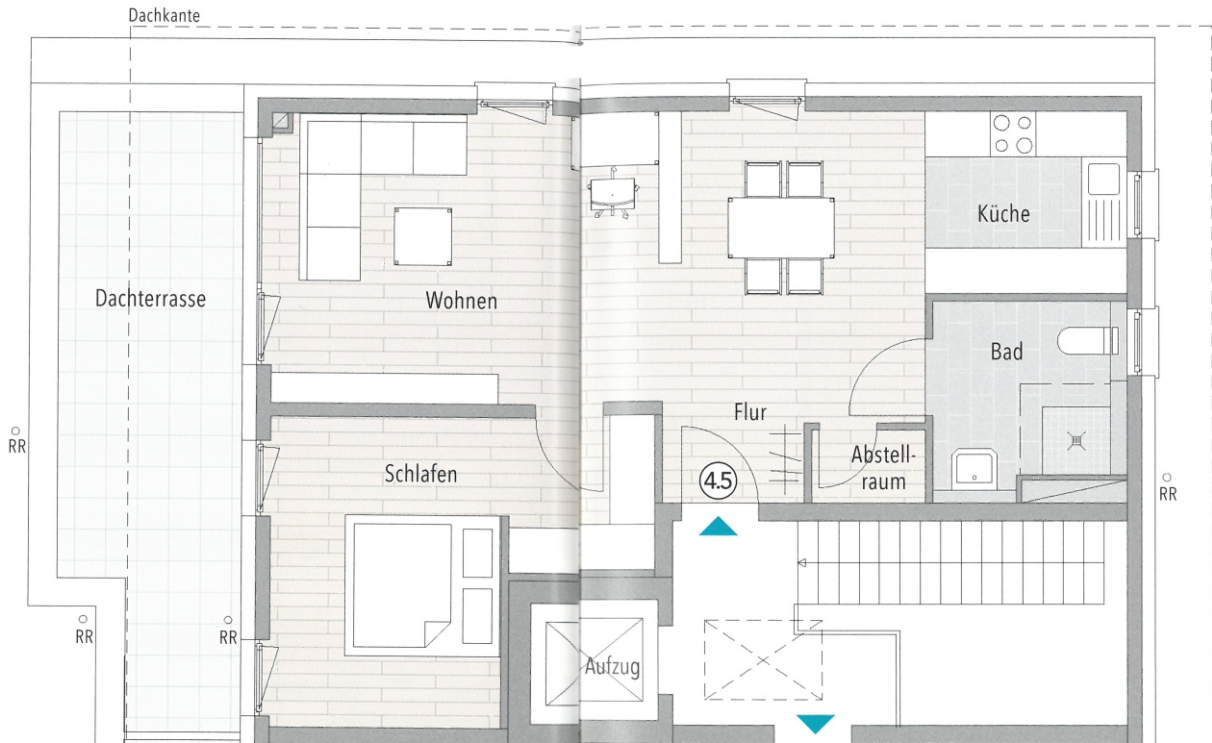 Dachkante
Küche
Dachterrasse
Wohnen
Bad
Flur
RR
Schlafen
Abstell-
raum
4.5
RR
RR
RR
Aufzug